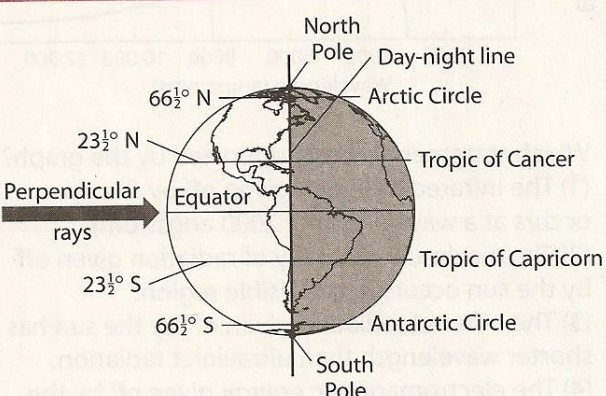 North
Pole
Day-night line
66½° N
Arctic Circle
23½° N
Tropic of Cancer
Perpendicular
rays
Equator
Tropic of Capricorn
23½° S
66½° S
Antarctic Circle
South
Pole